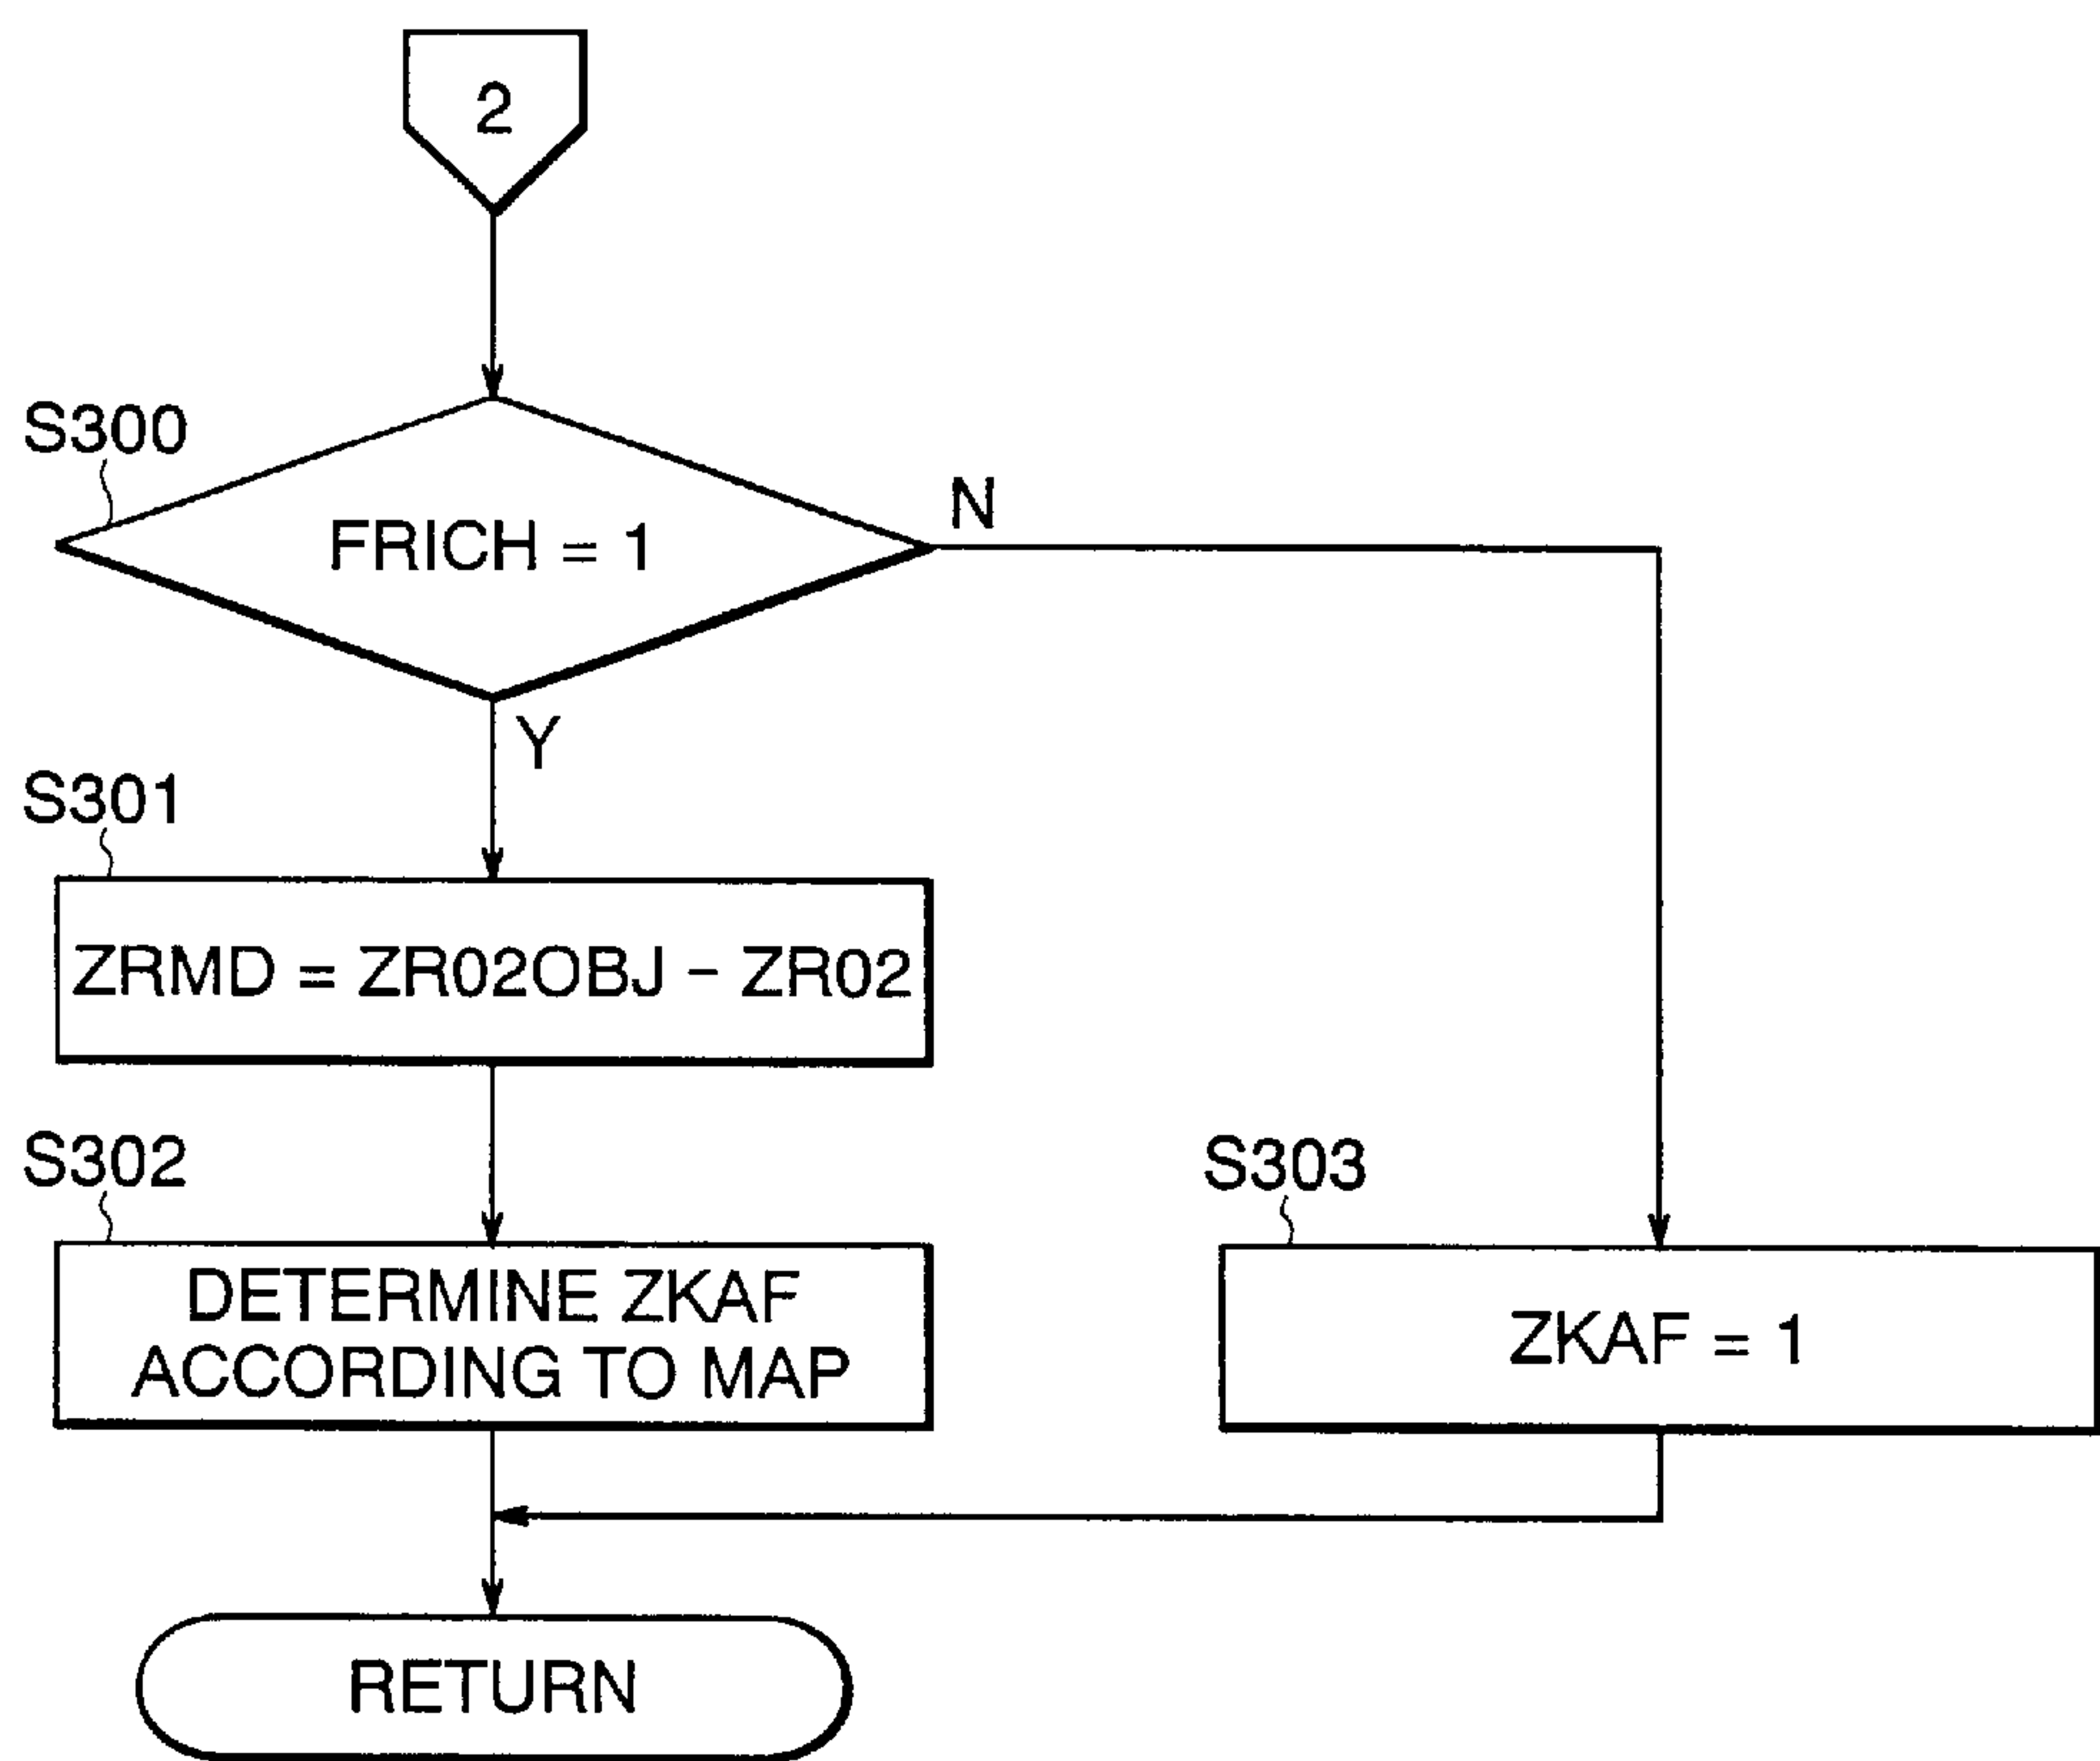 2
S300
FRICH = 1
N
Y
S301
ZRMD = ZR02OBJ - ZR02
S302
DETERMINE ZKAF
ACCORDING TO MAP
S303
ZKAF = 1
RETURN